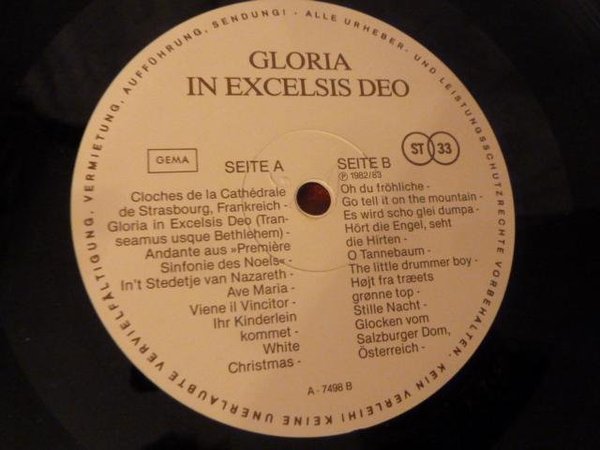 VERVIELFÄLTIGUNG, VERMIETUNG, AUFFÜHRUNG, SENDUNG! - ALLE URHEBER- UND LEISTUNGSSCHUTZRECHTE VORBEHALTEN - KEIN VERLEIH! KEINE UNERLAUBTE
GLORIA
IN EXCELSIS DEO
GEMA
SEITE A
Cloches de la Cathédrale
de Strasbourg, Frankreich -
Gloria in Excelsis Deo (Tran-
seamus usque Bethlehem) -
Andante aus »Première
Sinfonie des Noels« -
In't Stedetje van Nazareth -
Ave Maria -
Viene il Vincitor -
Ihr Kinderlein
kommet -
White
Christmas -
SEITE B
ST 33
℗ 1982/83
Oh du fröhliche -
Go tell it on the mountain -
Es wird scho glei dumpa -
Hört die Engel, seht
die Hirten -
O Tannebaum -
The little drummer boy -
Højt fra træets
grønne top -
Stille Nacht -
Glocken vom
Salzburger Dom,
Österreich -
A - 7498 B